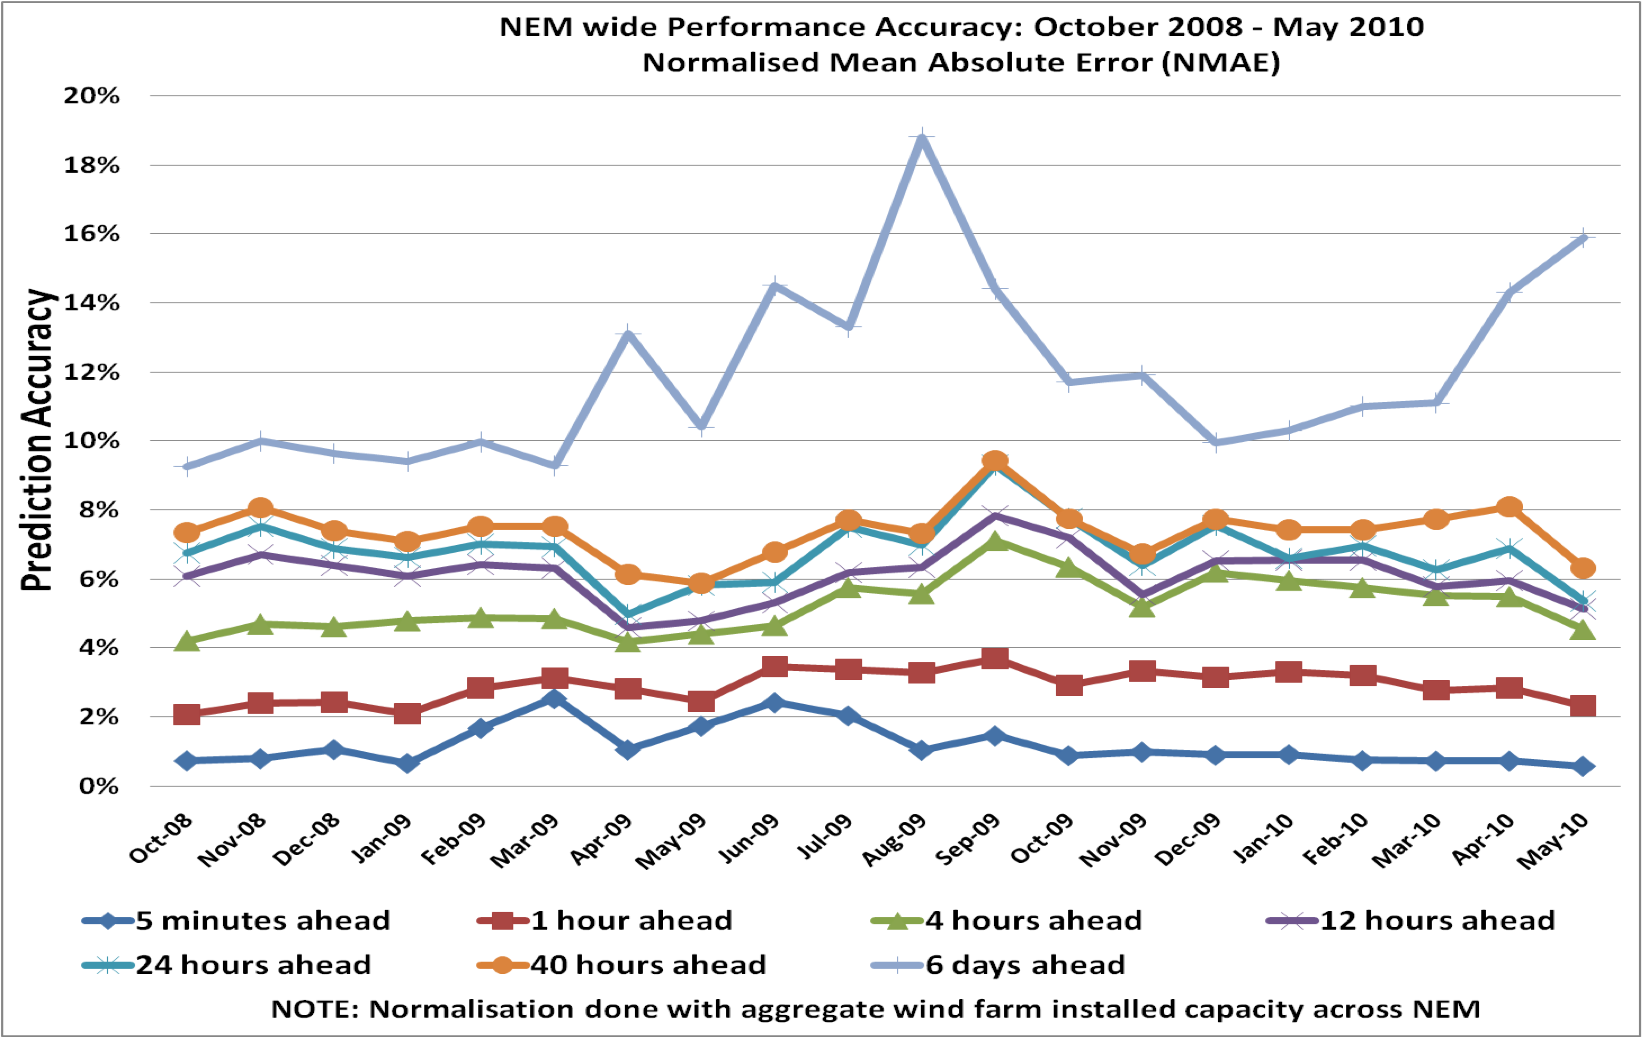 NEM wide Performance Accuracy: October 2008 - May 2010
Normalised Mean Absolute Error (NMAE)
Prediction Accuracy
20%
18%
16%
14%
12%
10%
8%
6%
4%
2%
0%
Oct-08 Nov-08 Dec-08 Jan-09 Feb-09 Mar-09 Apr-09 May-09 Jun-09 Jul-09 Aug-09 Sep-09 Oct-09 Nov-09 Dec-09 Jan-10 Feb-10 Mar-10 Apr-10 May-10
5 minutes ahead 1 hour ahead 4 hours ahead 12 hours ahead
24 hours ahead 40 hours ahead 6 days ahead
NOTE: Normalisation done with aggregate wind farm installed capacity across NEM